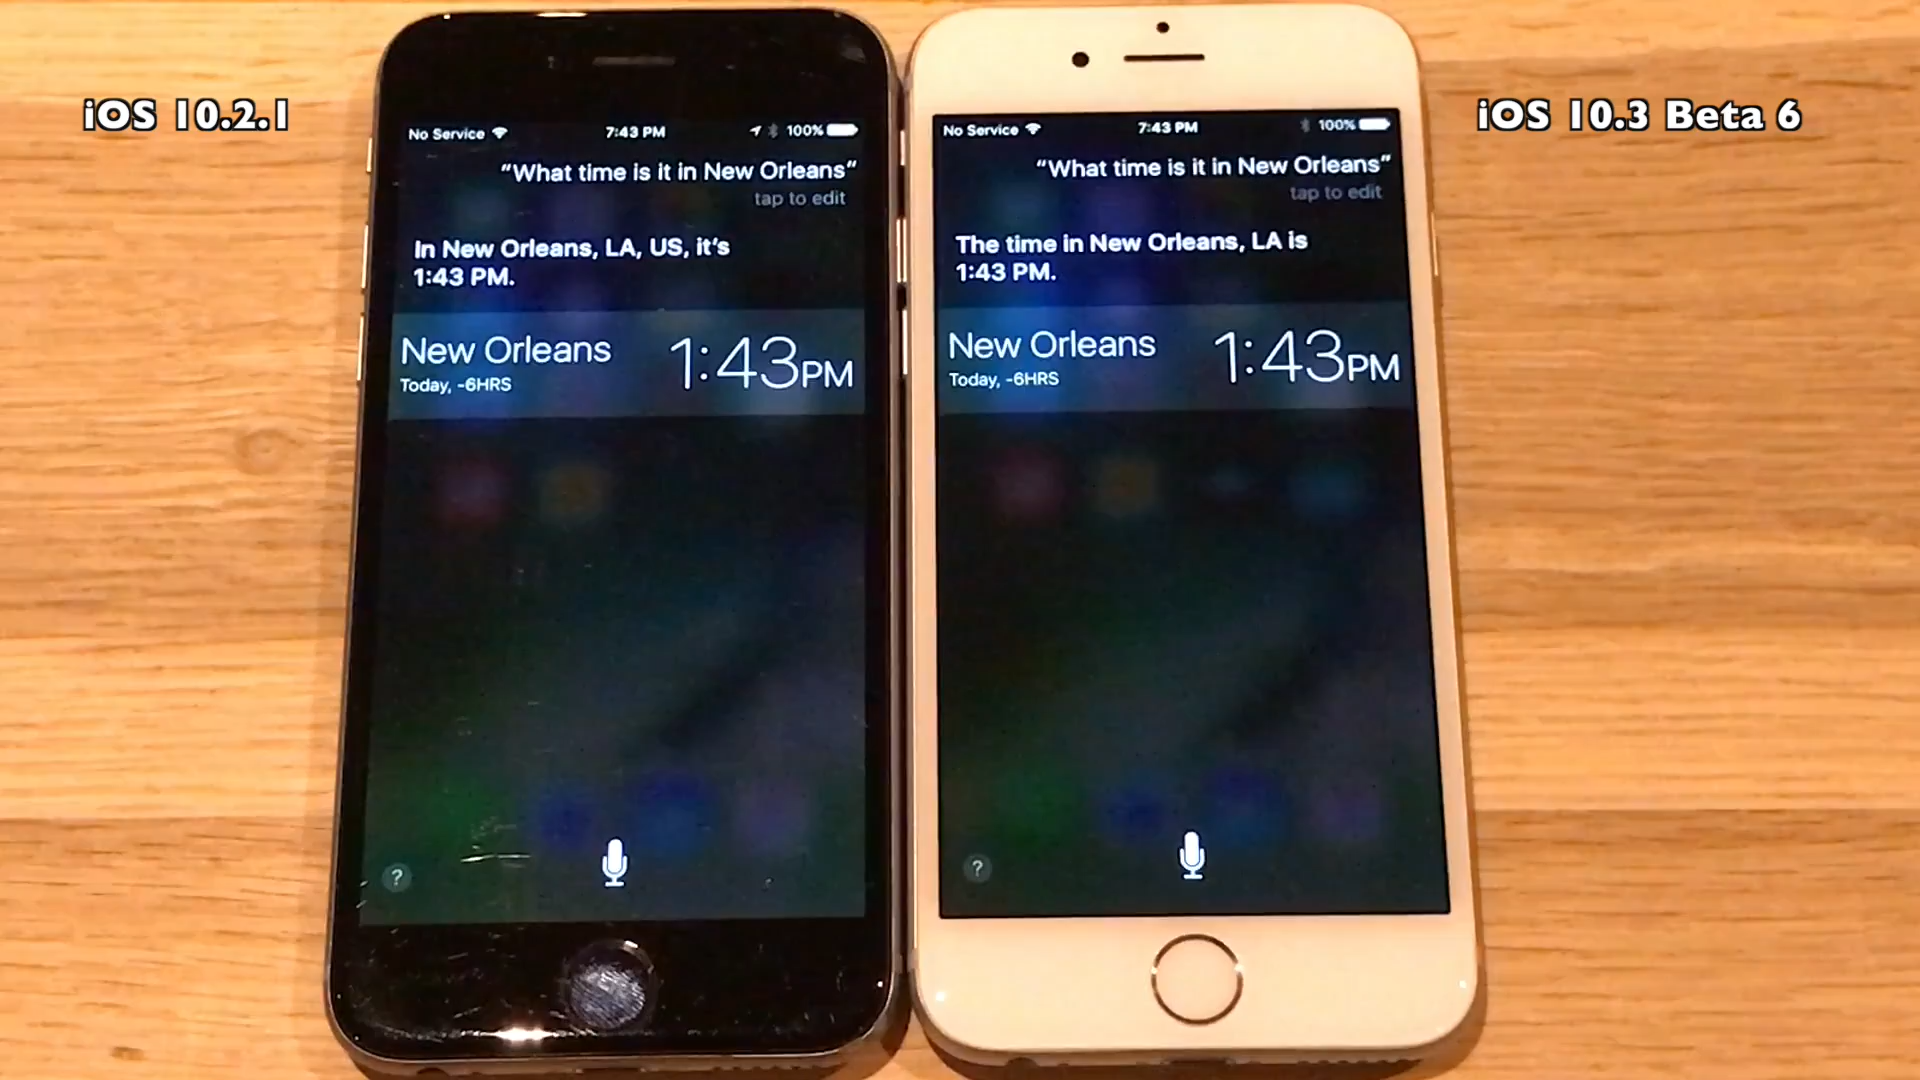 iOS 10.2.1
No Service 7:43 PM 100%
“What time is it in New Orleans”
tap to edit
In New Orleans, LA, US, it's
1:43 PM.
New Orleans 1:43PM
Today, -6HRS
?
iOS 10.3 Beta 6
No Service 7:43 PM 100%
“What time is it in New Orleans”
tap to edit
The time in New Orleans, LA is
1:43 PM.
New Orleans 1:43PM
Today, -6HRS
?